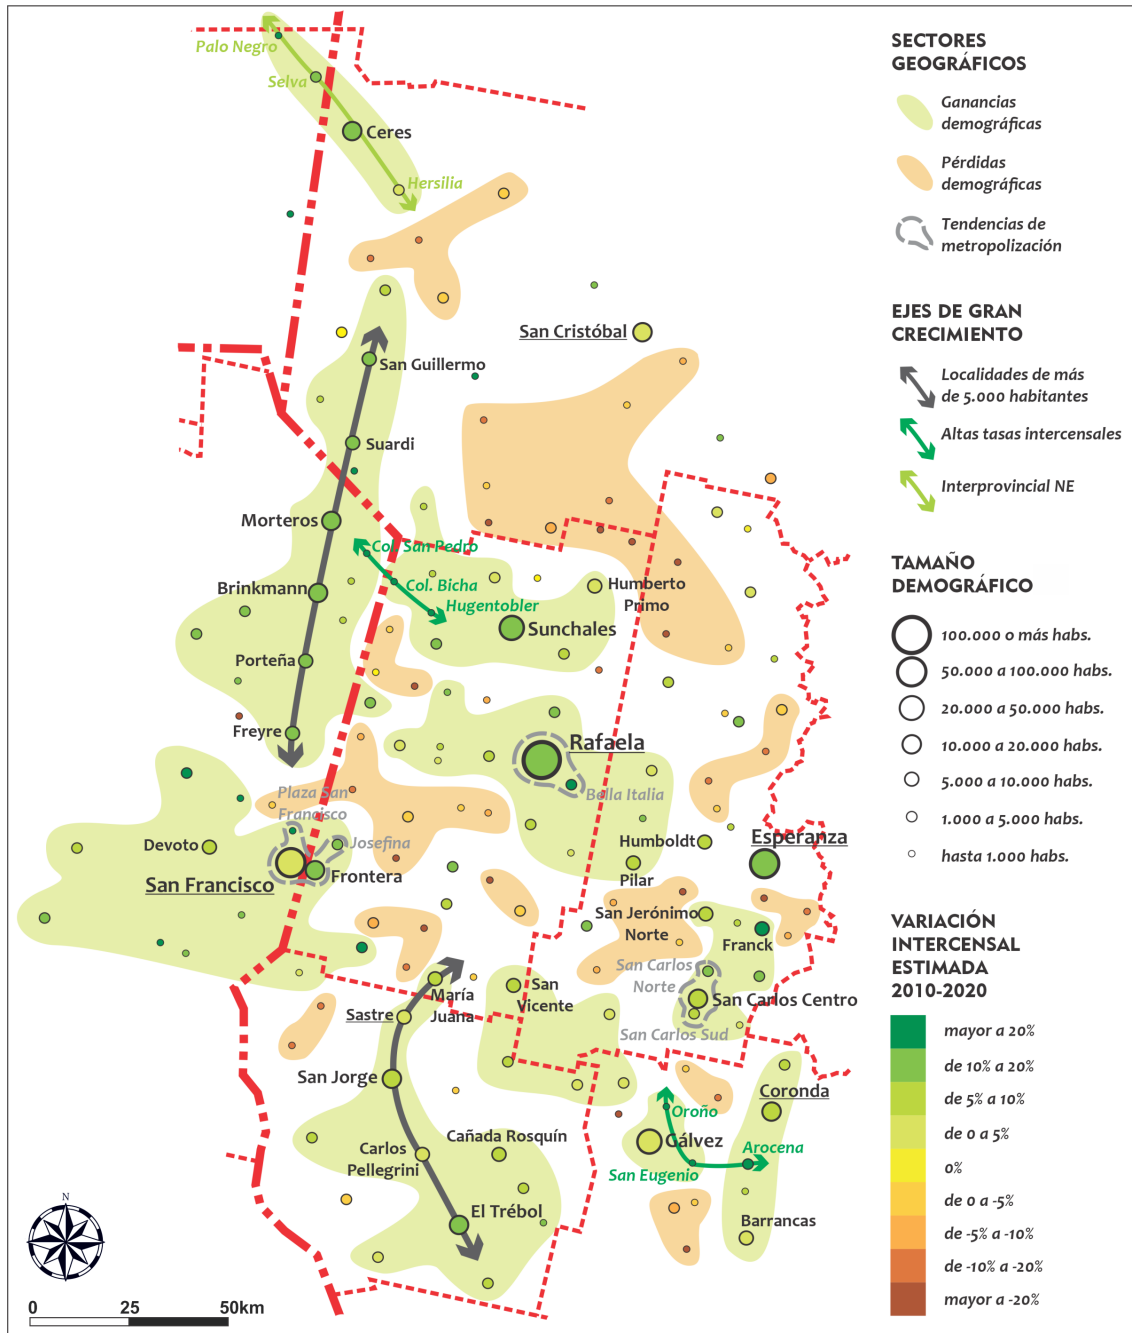 Palo Negro
Selva
Ceres
Hersilia
San Cristóbal
San Guillermo
Suardi
Morteros
Col. San Pedro
Col. Bicha
Hugentobler
Brinkmann
Humberto
Primo
Sunchales
Porteña
Freyre
Rafaela
Bella Italia
Plaza San
Francisco
Josefina
Devoto
San Francisco
Frontera
Humboldt
Pilar
Esperanza
San Jerónimo
Norte
Franck
San Carlos
Norte
San Carlos Centro
San Carlos Sud
San
Vicente
María
Juana
Sastre
San Jorge
Coronda
Oroño
Gálvez
Arocena
San Eugenio
Cañada Rosquín
Carlos
Pellegrini
El Trébol
Barrancas
N
0
25
50km
SECTORES
GEOGRÁFICOS
Ganancias
demográficas
Pérdidas
demográficas
Tendencias de
metropolización
EJES DE GRAN
CRECIMIENTO
Localidades de más
de 5.000 habitantes
Altas tasas intercensales
Interprovincial NE
TAMAÑO
DEMOGRÁFICO
100.000 o más habs.
50.000 a 100.000 habs.
20.000 a 50.000 habs.
10.000 a 20.000 habs.
5.000 a 10.000 habs.
1.000 a 5.000 habs.
hasta 1.000 habs.
VARIACIÓN
INTERCENSAL
ESTIMADA
2010-2020
mayor a 20%
de 10% a 20%
de 5% a 10%
de 0 a 5%
0%
de 0 a -5%
de -5% a -10%
de -10% a -20%
mayor a -20%